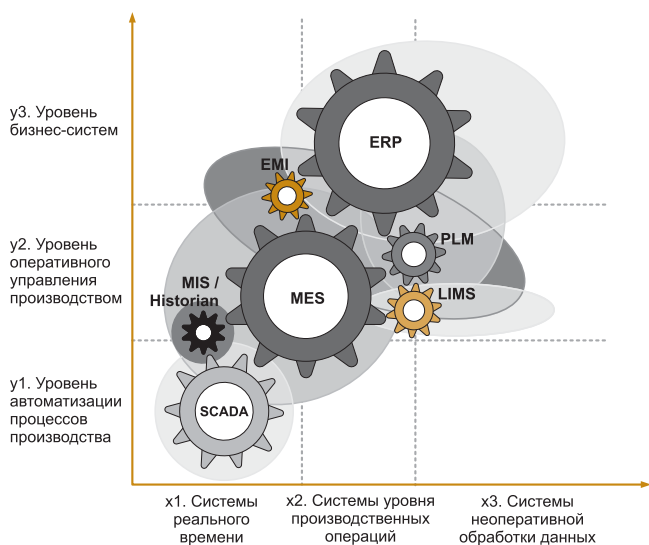 y3. Уровень
бизнес-систем
ERP
EMI
y2. Уровень
оперативного
управления
производством
PLM
MIS /
Historian
MES
LIMS
y1. Уровень
автоматизации
процессов
производства
SCADA
x1. Системы
реального
времени
x2. Системы уровня
производственных
операций
x3. Системы
неоперативной
обработки данных